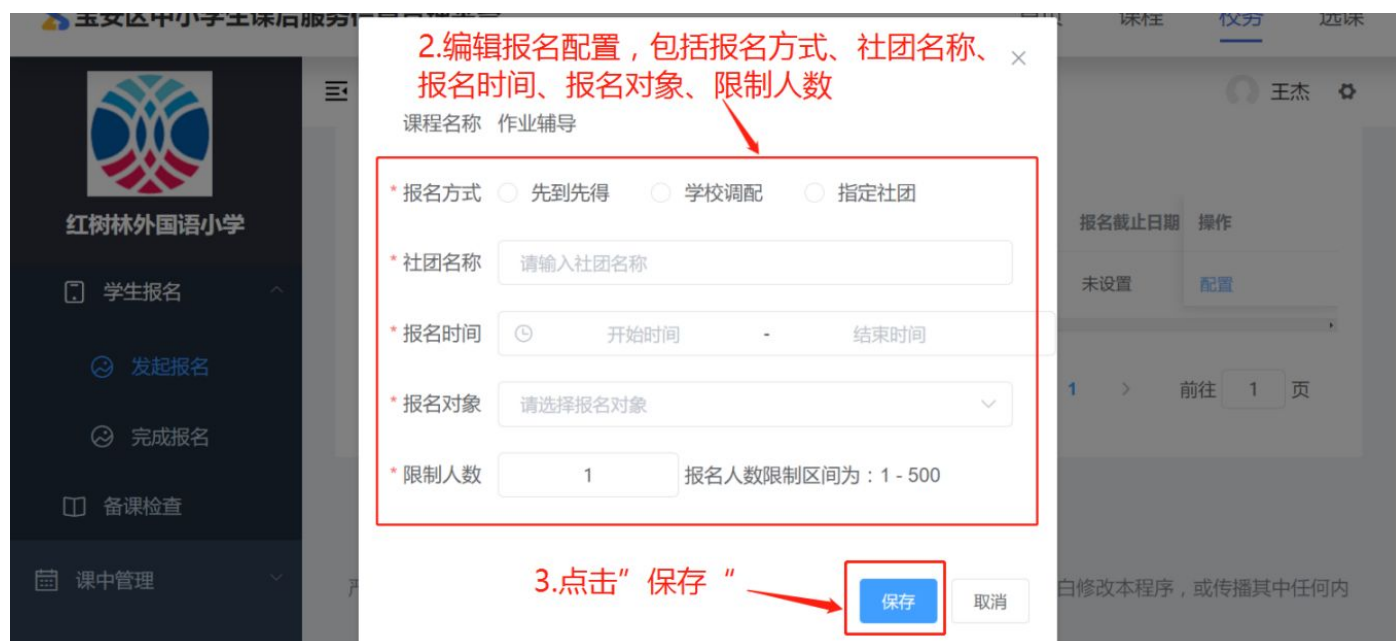 宝安区中小学生课后服务
课程
校务
选课
2.编辑报名配置，包括报名方式、社团名称、
报名时间、报名对象、限制人数
王杰
课程名称 作业辅导
* 报名方式 先到先得 学校调配 指定社团
红树林外国语小学
报名截止日期 操作
* 社团名称 请输入社团名称
学生报名
未设置 配置
* 报名时间 开始时间 - 结束时间
发起报名
1 > 前往 1 页
* 报名对象 请选择报名对象
完成报名
* 限制人数 1 报名人数限制区间为：1 - 500
备课检查
课中管理
3.点击”保存“
保存 取消
修改本程序，或传播其中任何内